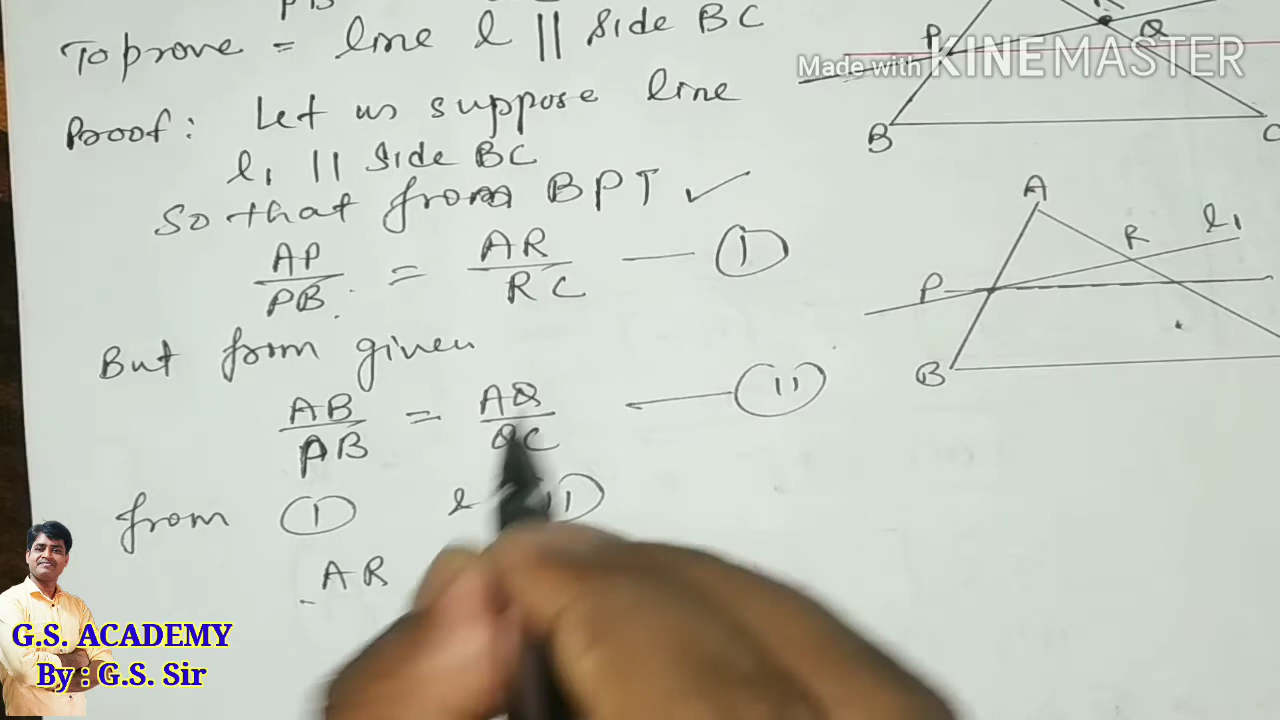 PB
To prove = line l || side BC
Proof: Let us suppose line
l₁ || side BC
So that from BPT ✓
AP/PB = AR/RC — (I)
But from given
AB/AB = AQ/QC — (II)
from (I) & (II)
AR
Made with KINEMASTER
P
Q
B
C
A
R
l₁
P
B
G.S. ACADEMY
By : G.S. Sir